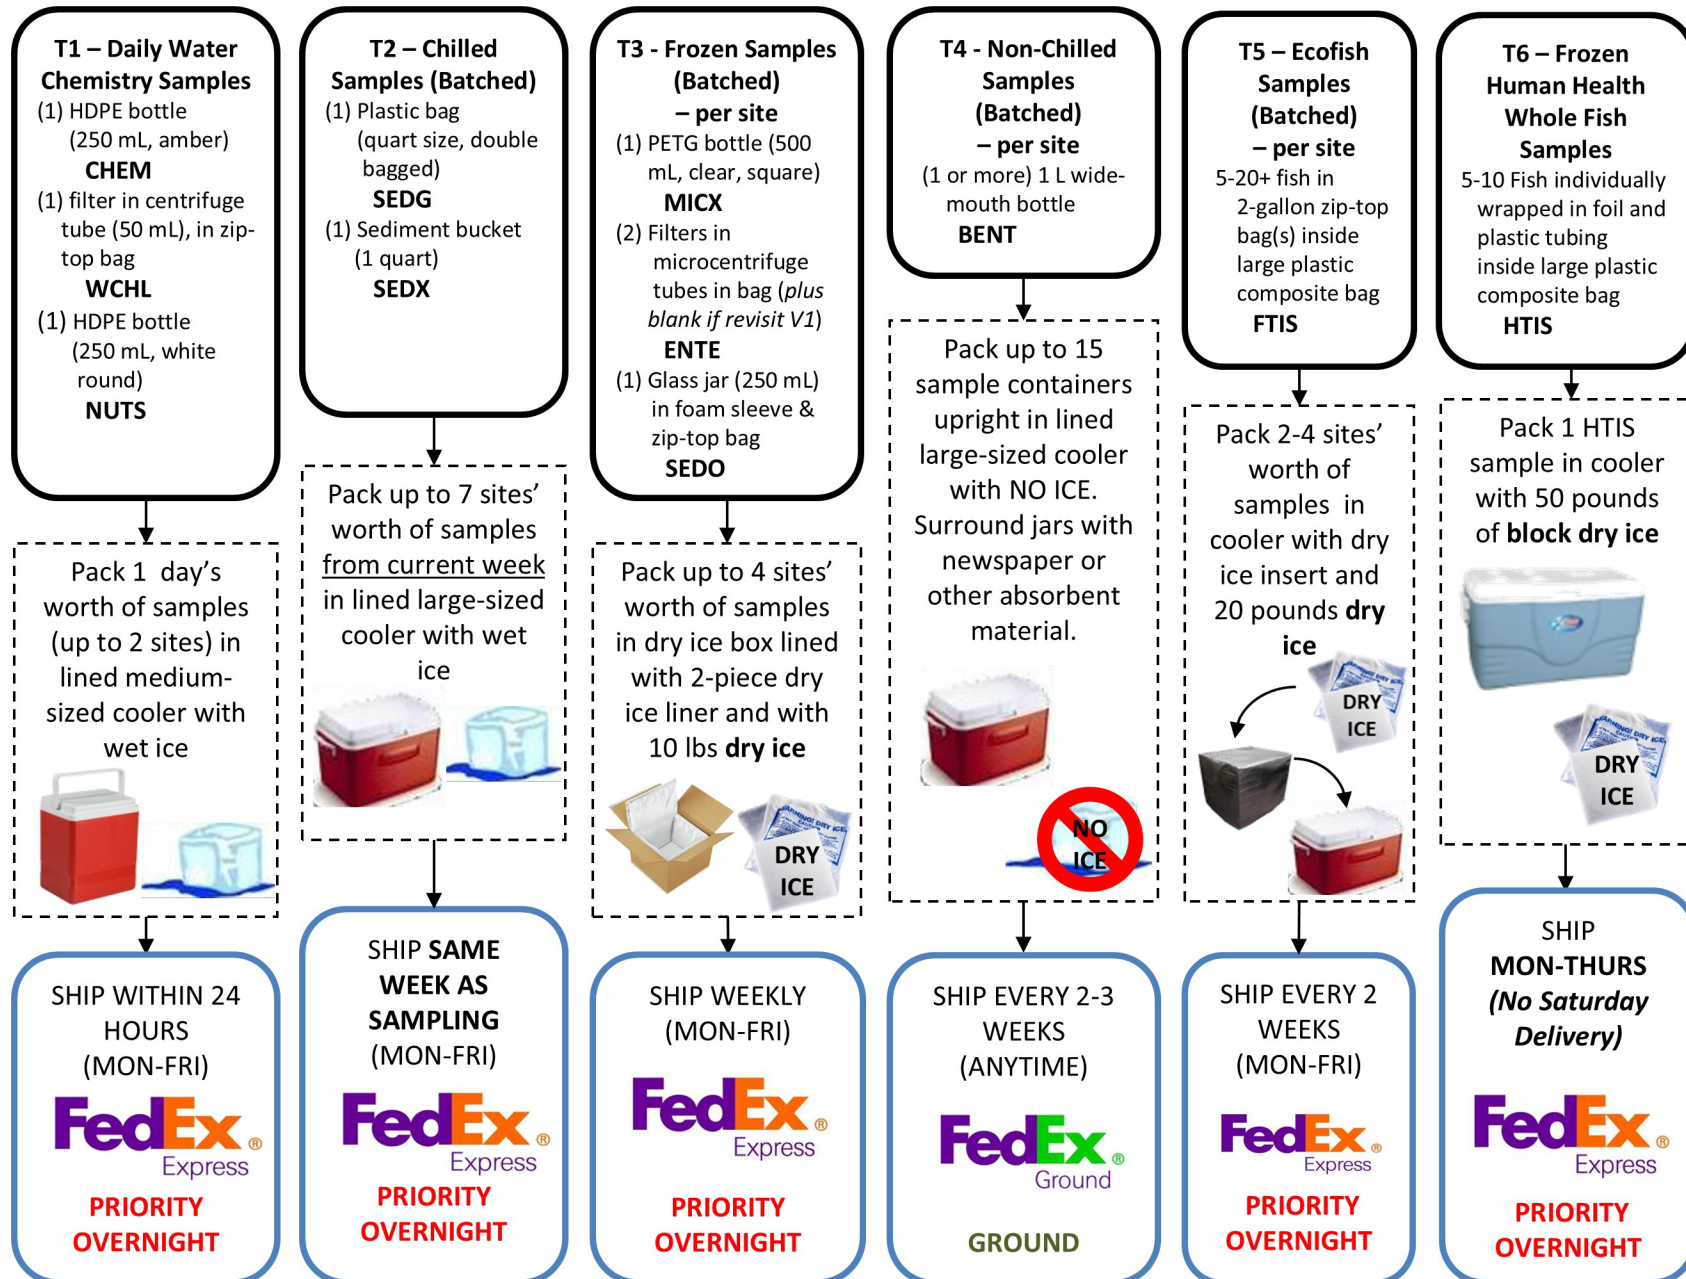 T1 – Daily Water
Chemistry Samples
(1) HDPE bottle
(250 mL, amber)
CHEM
(1) filter in centrifuge
tube (50 mL), in zip-
top bag
WCHL
(1) HDPE bottle
(250 mL, white
round)
NUTS
Pack 1 day's
worth of samples
(up to 2 sites) in
lined medium-
sized cooler with
wet ice
SHIP WITHIN 24
HOURS
(MON-FRI)
FedEx®
Express
PRIORITY
OVERNIGHT
T2 – Chilled
Samples (Batched)
(1) Plastic bag
(quart size, double
bagged)
SEDG
(1) Sediment bucket
(1 quart)
SEDX
Pack up to 7 sites'
worth of samples
from current week
in lined large-sized
cooler with wet
ice
SHIP SAME
WEEK AS
SAMPLING
(MON-FRI)
FedEx®
Express
PRIORITY
OVERNIGHT
T3 - Frozen Samples
(Batched)
– per site
(1) PETG bottle (500
mL, clear, square)
MICX
(2) Filters in
microcentrifuge
tubes in bag (plus
blank if revisit V1)
ENTE
(1) Glass jar (250 mL)
in foam sleeve &
zip-top bag
SEDO
Pack up to 4 sites'
worth of samples
in dry ice box lined
with 2-piece dry
ice liner and with
10 lbs dry ice
DRY
ICE
SHIP WEEKLY
(MON-FRI)
FedEx®
Express
PRIORITY
OVERNIGHT
T4 - Non-Chilled
Samples
(Batched)
– per site
(1 or more) 1 L wide-
mouth bottle
BENT
Pack up to 15
sample containers
upright in lined
large-sized cooler
with NO ICE.
Surround jars with
newspaper or
other absorbent
material.
NO
ICE
SHIP EVERY 2-3
WEEKS
(ANYTIME)
FedEx®
Ground
GROUND
T5 – Ecofish
Samples
(Batched)
– per site
5-20+ fish in
2-gallon zip-top
bag(s) inside
large plastic
composite bag
FTIS
Pack 2-4 sites'
worth of
samples in
cooler with dry
ice insert and
20 pounds dry
ice
DRY
ICE
SHIP EVERY 2
WEEKS
(MON-FRI)
FedEx®
Express
PRIORITY
OVERNIGHT
T6 – Frozen
Human Health
Whole Fish
Samples
5-10 Fish individually
wrapped in foil and
plastic tubing
inside large plastic
composite bag
HTIS
Pack 1 HTIS
sample in cooler
with 50 pounds
of block dry ice
DRY
ICE
SHIP
MON-THURS
(No Saturday
Delivery)
FedEx®
Express
PRIORITY
OVERNIGHT